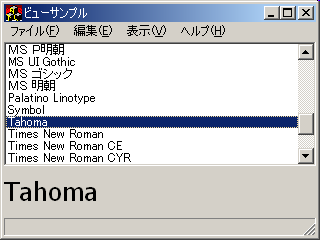 ビューサンプル
ファイル(F) 編集(E) 表示(V) ヘルプ(H)
MS P明朝
MS UI Gothic
MS ゴシック
MS 明朝
Palatino Linotype
Symbol
Tahoma
Times New Roman
Times New Roman CE
Times New Roman CYR
Tahoma